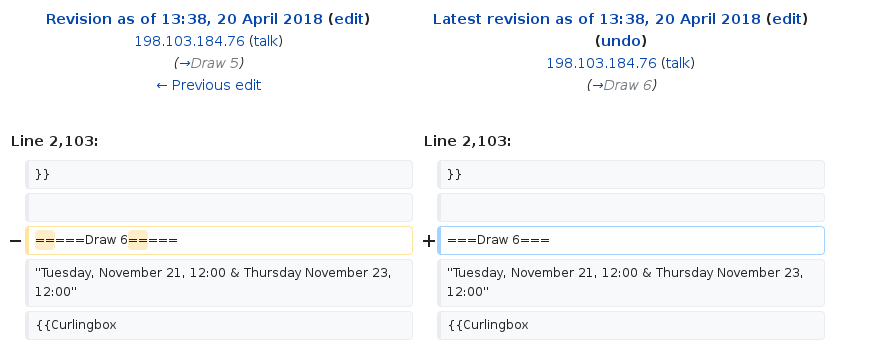 Revision as of 13:38, 20 April 2018 (edit)
198.103.184.76 (talk)
(→Draw 5)
← Previous edit
Latest revision as of 13:38, 20 April 2018 (edit)
(undo)
198.103.184.76 (talk)
(→Draw 6)
Line 2,103:
Line 2,103:
}}
}}
− =====Draw 6=====
+ ===Draw 6===
"Tuesday, November 21, 12:00 & Thursday November 23,
12:00"
"Tuesday, November 21, 12:00 & Thursday November 23,
12:00"
{{Curlingbox
{{Curlingbox